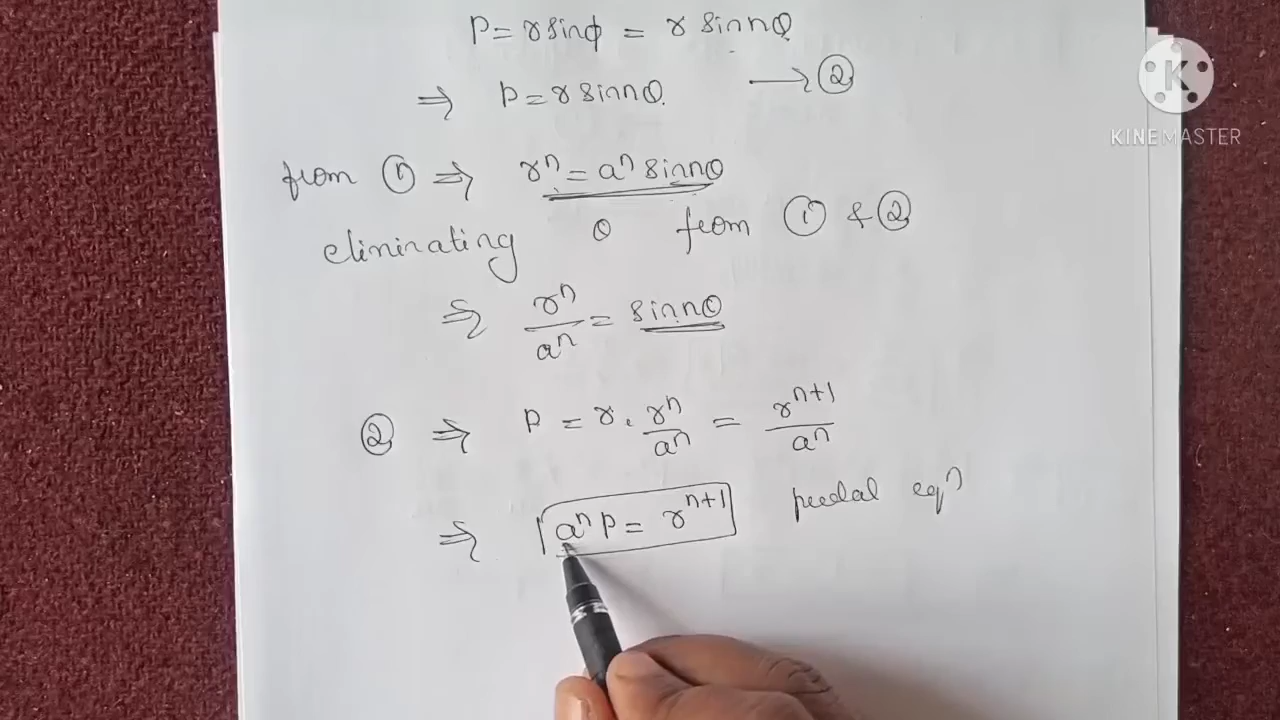 p = r sinϕ = r sin nθ
⇒ p = r sin nθ → ②
from ① ⇒ rⁿ = aⁿ sin nθ
eliminating θ from ① & ②
⇒ rⁿ/aⁿ = sin nθ
② ⇒ p = r . rⁿ/aⁿ = rⁿ⁺¹/aⁿ
⇒ aⁿ p = rⁿ⁺¹ pedal eqⁿ
K
KINEMASTER